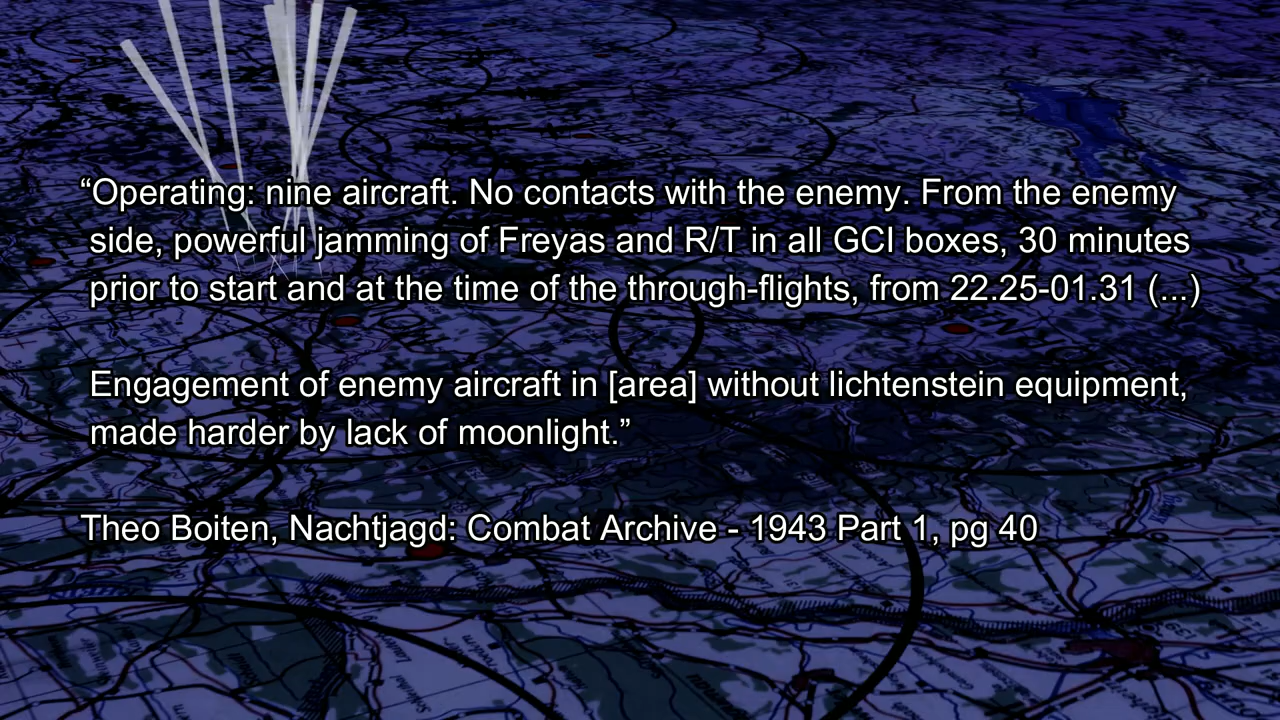 “Operating: nine aircraft. No contacts with the enemy. From the enemy
side, powerful jamming of Freyas and R/T in all GCI boxes, 30 minutes
prior to start and at the time of the through-flights, from 22.25-01.31 (...)
Engagement of enemy aircraft in [area] without lichtenstein equipment,
made harder by lack of moonlight.”
Theo Boiten, Nachtjagd: Combat Archive - 1943 Part 1, pg 40